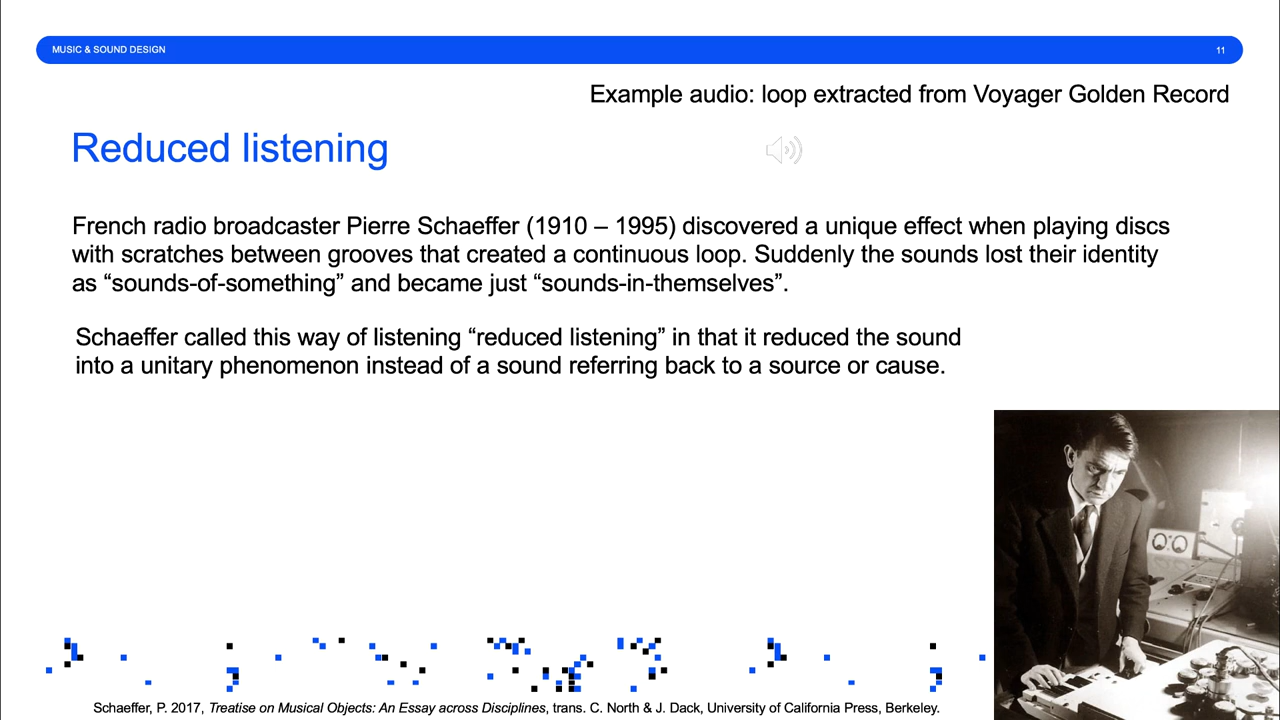 MUSIC & SOUND DESIGN
11
Example audio: loop extracted from Voyager Golden Record
Reduced listening
French radio broadcaster Pierre Schaeffer (1910 – 1995) discovered a unique effect when playing discs
with scratches between grooves that created a continuous loop. Suddenly the sounds lost their identity
as “sounds-of-something” and became just “sounds-in-themselves”.
Schaeffer called this way of listening “reduced listening” in that it reduced the sound
into a unitary phenomenon instead of a sound referring back to a source or cause.
Schaeffer, P. 2017, Treatise on Musical Objects: An Essay across Disciplines, trans. C. North & J. Dack, University of California Press, Berkeley.